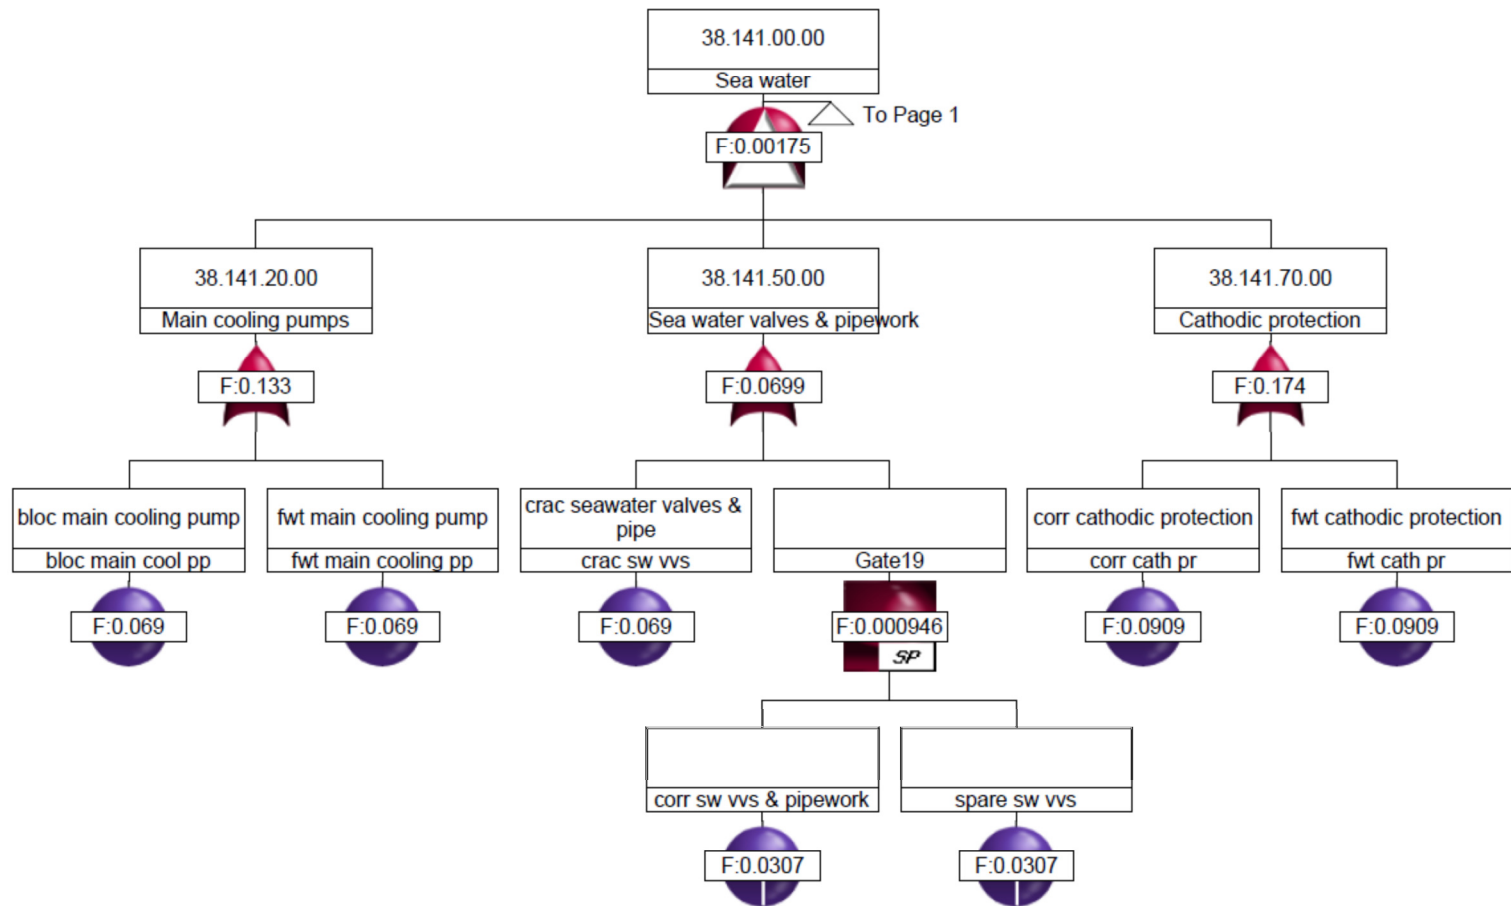 38.141.00.00
Sea water
To Page 1
F:0.00175
38.141.20.00
Main cooling pumps
F:0.133
38.141.50.00
Sea water valves & pipework
F:0.0699
38.141.70.00
Cathodic protection
F:0.174
bloc main cooling pump
bloc main cool pp
F:0.069
fwt main cooling pump
fwt main cooling pp
F:0.069
crac seawater valves &
pipe
crac sw vvs
F:0.069
Gate19
F:0.000946
SP
corr cathodic protection
corr cath pr
F:0.0909
fwt cathodic protection
fwt cath pr
F:0.0909
corr sw vvs & pipework
F:0.0307
spare sw vvs
F:0.0307